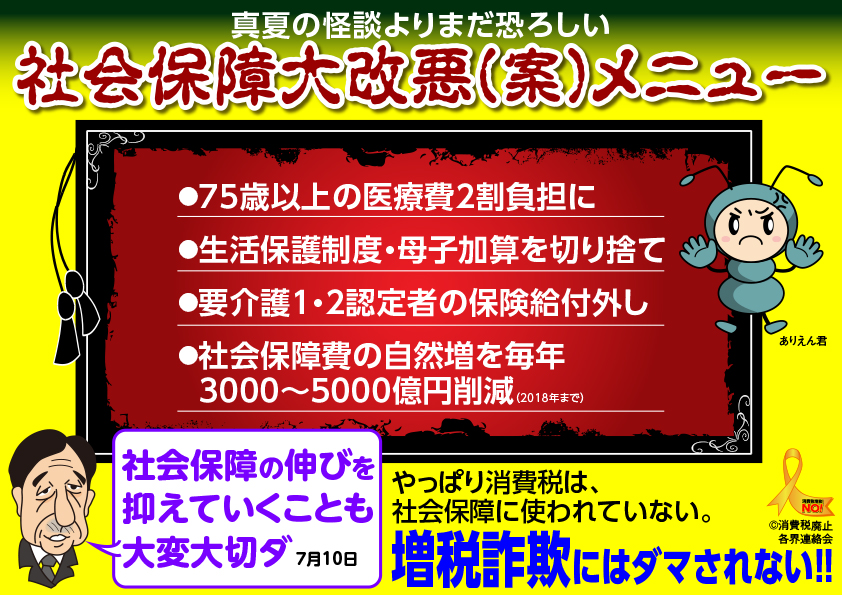 真夏の怪談よりまだ恐ろしい
社会保障大改悪(案)メニュー
●75歳以上の医療費2割負担に
●生活保護制度・母子加算を切り捨て
●要介護1・2認定者の保険給付外し
●社会保障費の自然増を毎年
3000～5000億円削減(2018年まで)
ありえん君
社会保障の伸びを
抑えていくことも
大変大切ダ 7月10日
やっぱり消費税は、
社会保障に使われていない。
増税詐欺にはダマされない!!
消費税増税
NO!
©消費税廃止
各界連絡会